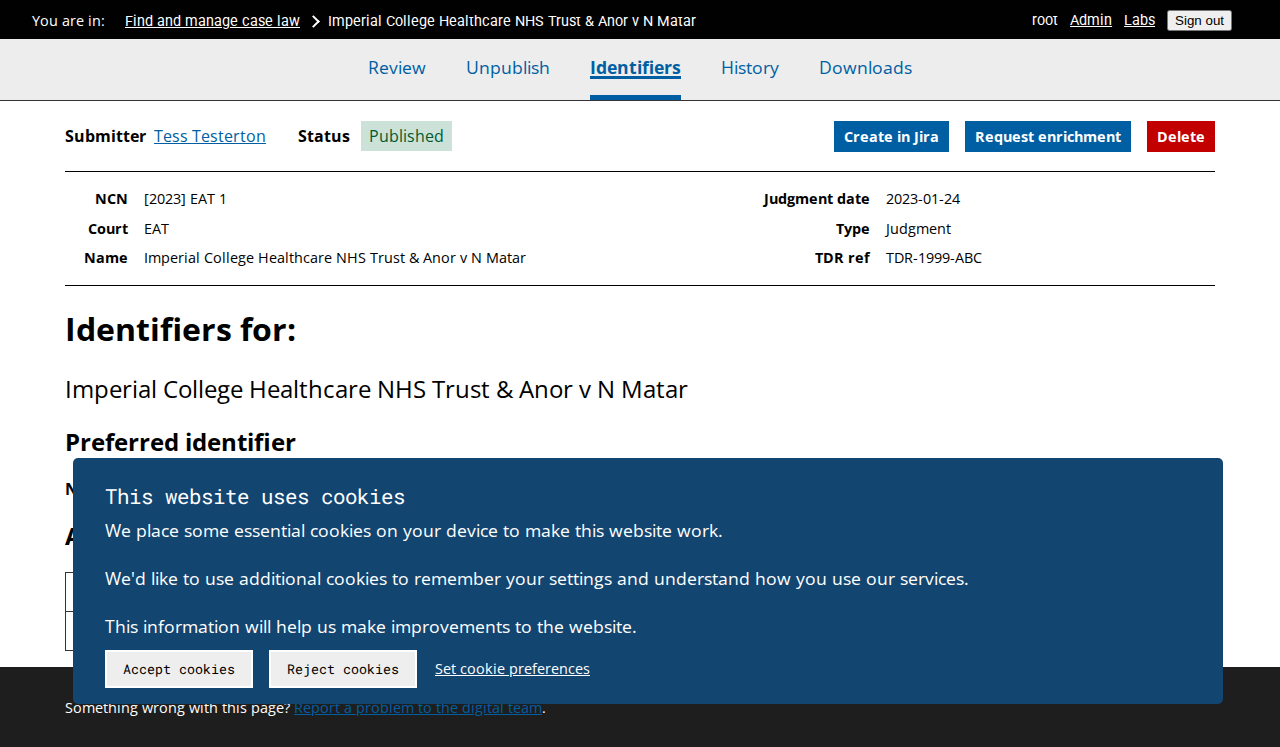 You are in: Find and manage case law Imperial College Healthcare NHS Trust & Anor v N Matar root Admin Labs Sign out
Review Unpublish Identifiers History Downloads
Submitter Tess Testerton Status Published Create in Jira Request enrichment Delete
NCN [2023] EAT 1 Judgment date 2023-01-24
Court EAT Type Judgment
Name Imperial College Healthcare NHS Trust & Anor v N Matar TDR ref TDR-1999-ABC
Identifiers for:
Imperial College Healthcare NHS Trust & Anor v N Matar
Preferred identifier
This website uses cookies
We place some essential cookies on your device to make this website work.
We'd like to use additional cookies to remember your settings and understand how you use our services.
This information will help us make improvements to the website.
Accept cookies Reject cookies Set cookie preferences
Something wrong with this page? Report a problem to the digital team.